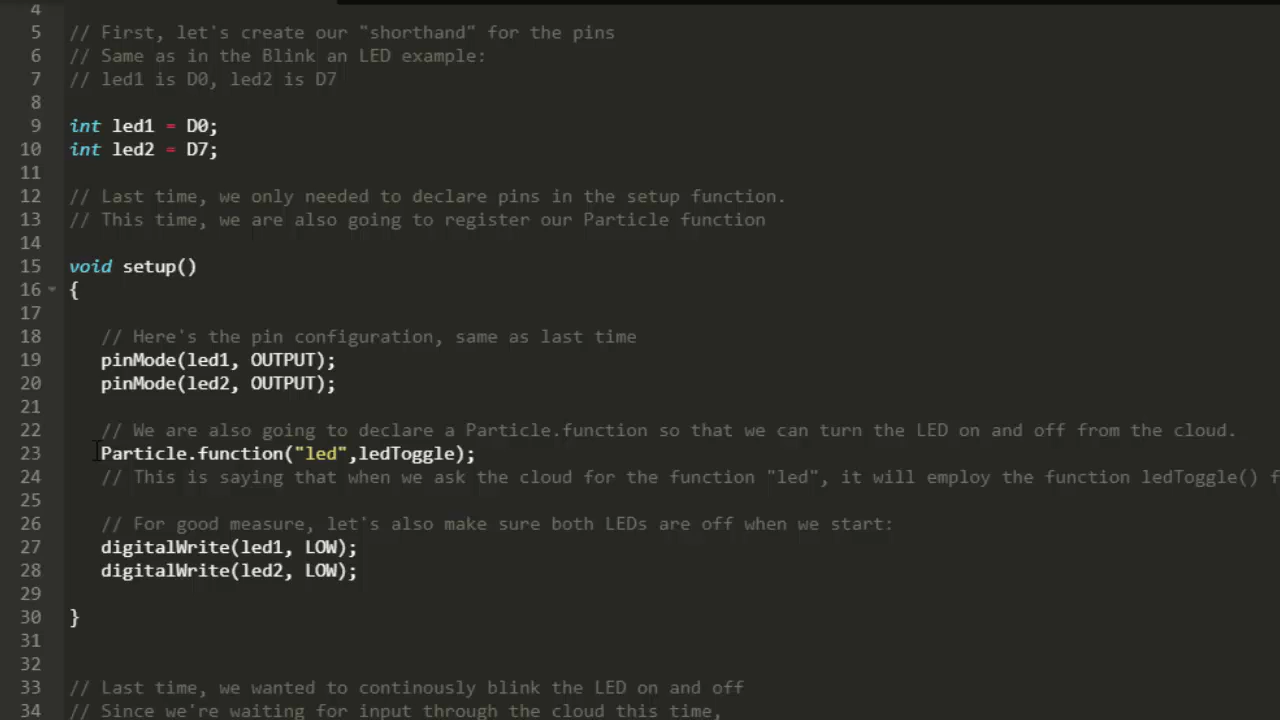 4
5 // First, let's create our "shorthand" for the pins
6 // Same as in the Blink an LED example:
7 // led1 is D0, led2 is D7
8
9 int led1 = D0;
10 int led2 = D7;
11
12 // Last time, we only needed to declare pins in the setup function.
13 // This time, we are also going to register our Particle function
14
15 void setup()
16 {
17
18 // Here's the pin configuration, same as last time
19 pinMode(led1, OUTPUT);
20 pinMode(led2, OUTPUT);
21
22 // We are also going to declare a Particle.function so that we can turn the LED on and off from the cloud.
23 Particle.function("led",ledToggle);
24 // This is saying that when we ask the cloud for the function "led", it will employ the function ledToggle() f
25
26 // For good measure, let's also make sure both LEDs are off when we start:
27 digitalWrite(led1, LOW);
28 digitalWrite(led2, LOW);
29
30 }
31
32
33 // Last time, we wanted to continously blink the LED on and off
34 // Since we're waiting for input through the cloud this time,